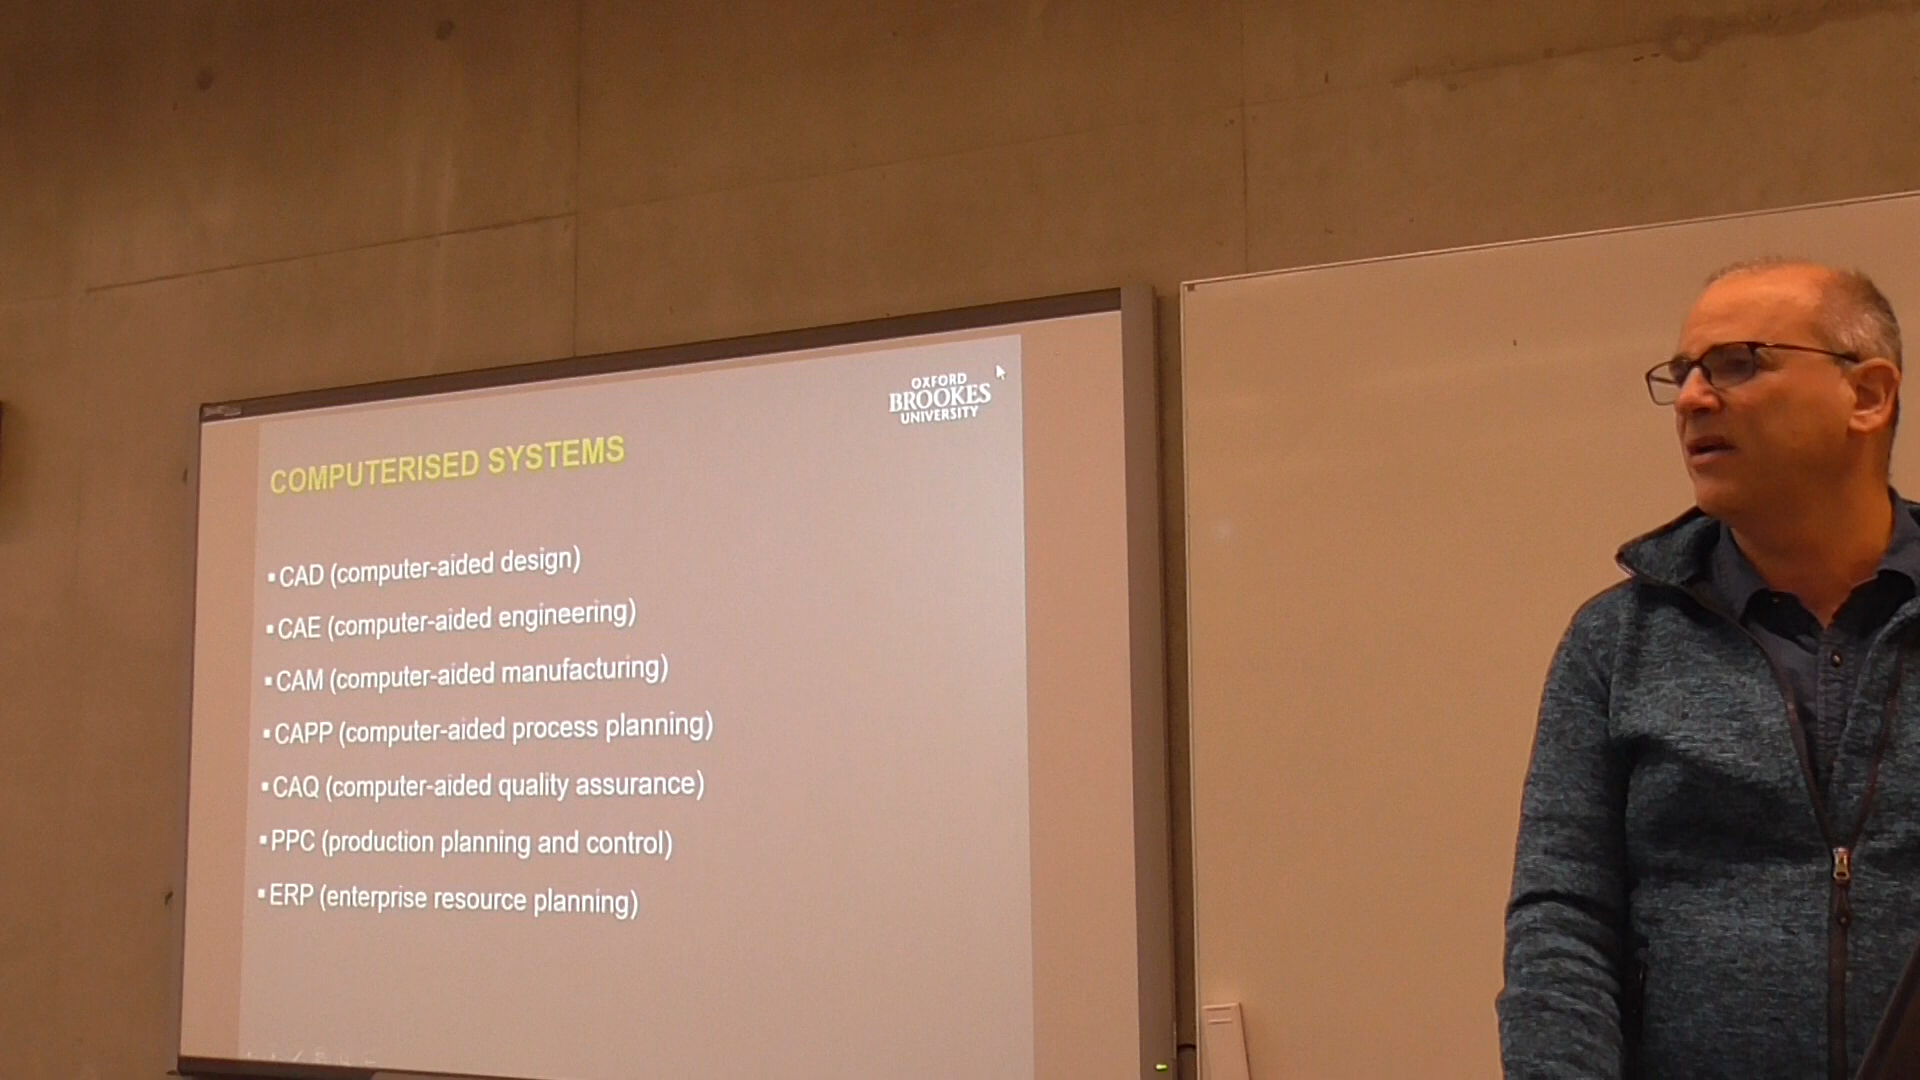 OXFORD
BROOKES
UNIVERSITY
COMPUTERISED SYSTEMS
▪ CAD (computer-aided design)
▪ CAE (computer-aided engineering)
▪ CAM (computer-aided manufacturing)
▪ CAPP (computer-aided process planning)
▪ CAQ (computer-aided quality assurance)
▪ PPC (production planning and control)
▪ ERP (enterprise resource planning)